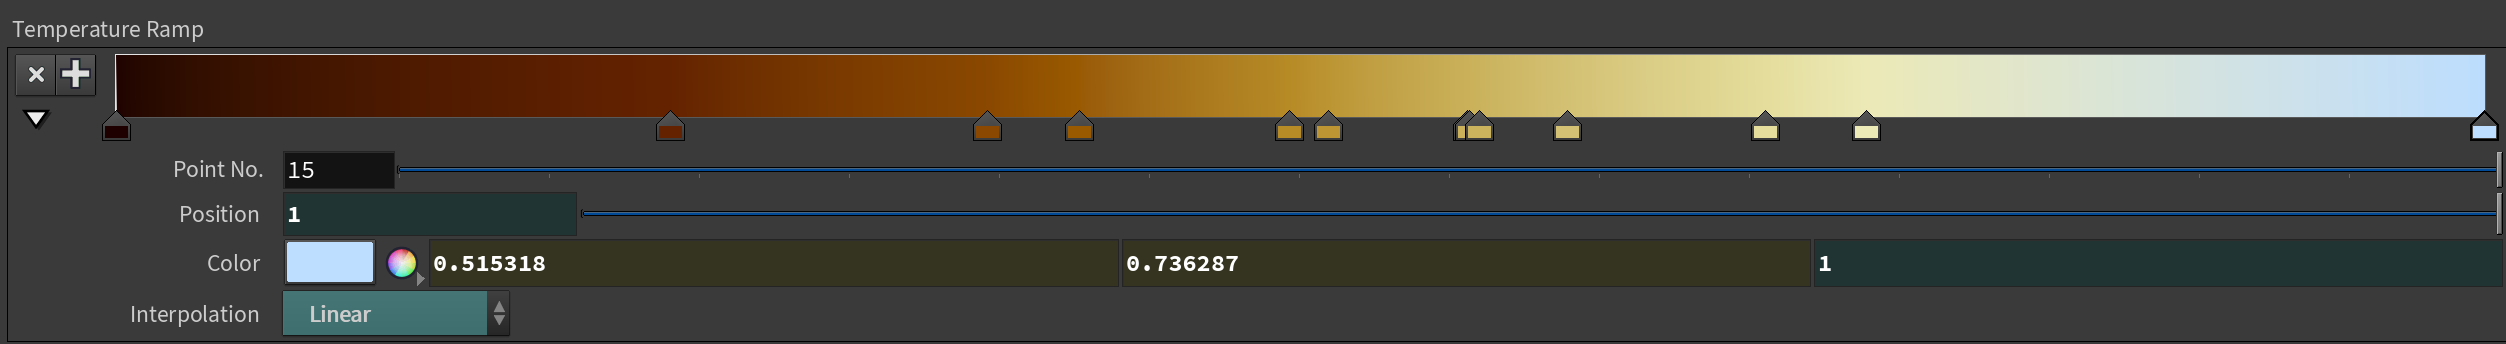 Temperature Ramp
Point No. 15
Position 1
Color 0.515318 0.736287 1
Interpolation Linear